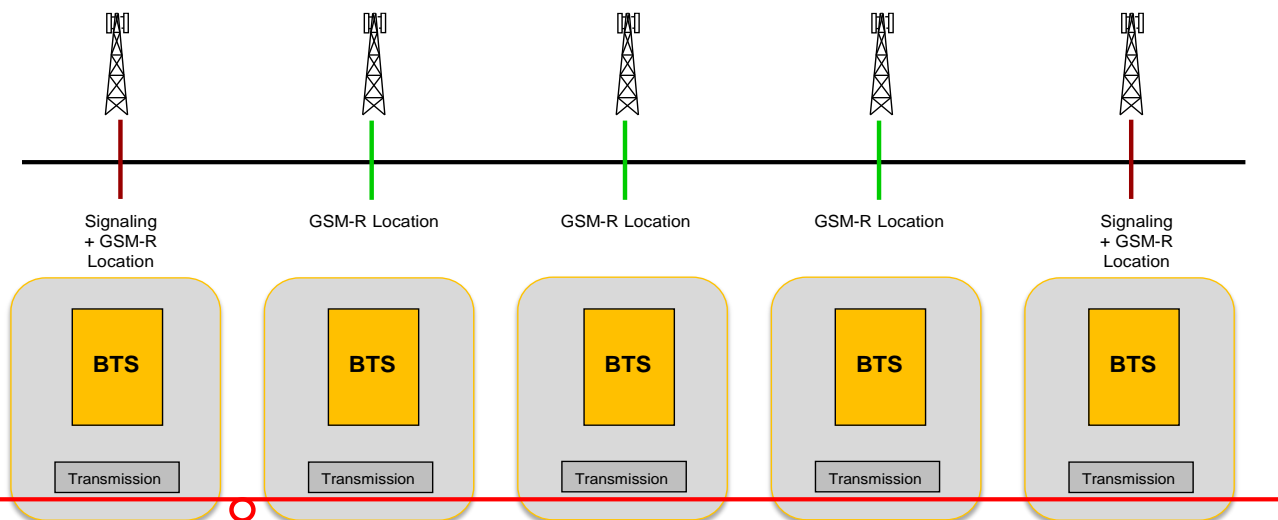 Signaling
+ GSM-R
Location
GSM-R Location
GSM-R Location
GSM-R Location
Signaling
+ GSM-R
Location
BTS
BTS
BTS
BTS
BTS
Transmission
Transmission
Transmission
Transmission
Transmission